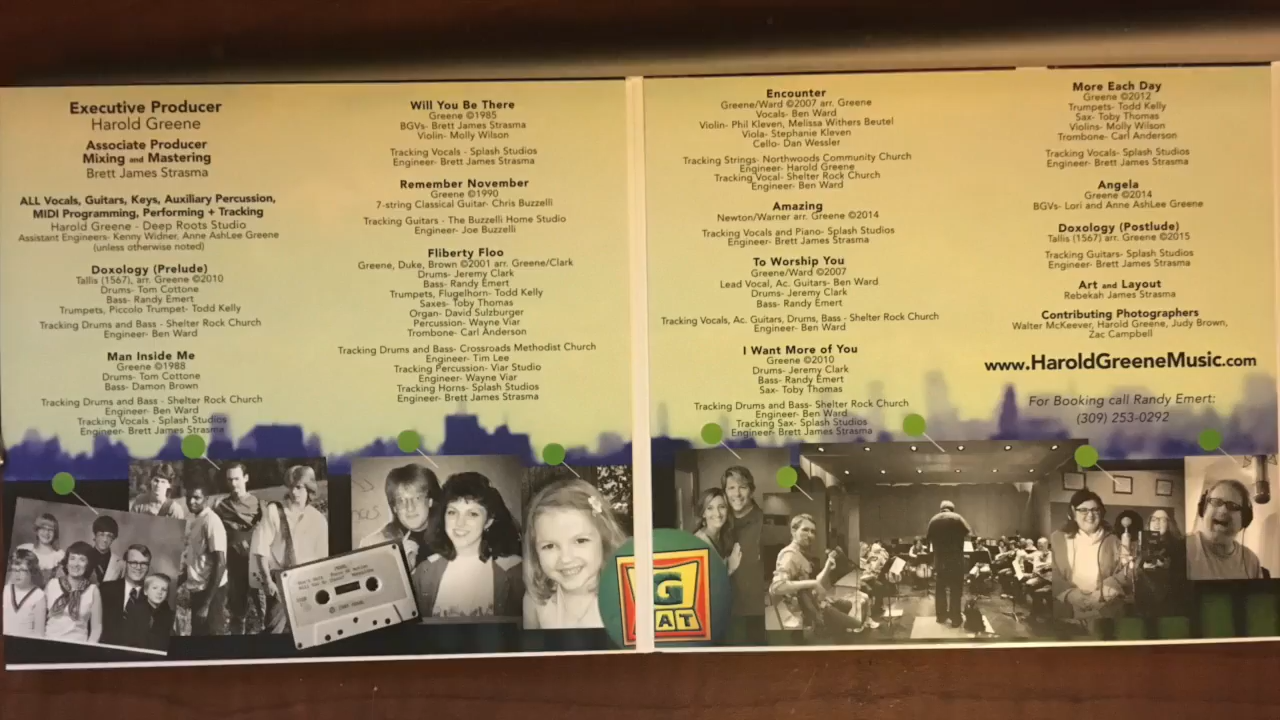 Executive Producer
Harold Greene
Associate Producer
Mixing and Mastering
Brett James Strasma
ALL Vocals, Guitars, Keys, Auxiliary Percussion,
MIDI Programming, Performing + Tracking
Harold Greene - Deep Roots Studio
Assistant Engineers- Kenny Widner, Anne AshLee Greene
(unless otherwise noted)
Doxology (Prelude)
Tallis (1567), arr. Greene ©2010
Drums- Tom Cottone
Bass- Randy Emert
Trumpets, Piccolo Trumpet- Todd Kelly
Tracking Drums and Bass - Shelter Rock Church
Engineer- Ben Ward
Man Inside Me
Greene ©1988
Drums- Tom Cottone
Bass- Damon Brown
Tracking Drums and Bass - Shelter Rock Church
Engineer- Ben Ward
Tracking Vocals - Splash Studios
Engineer- Brett James Strasma
Will You Be There
Greene ©1985
BGVs- Brett James Strasma
Violin- Molly Wilson
Tracking Vocals - Splash Studios
Engineer- Brett James Strasma
Remember November
Greene ©1990
7-string Classical Guitar- Chris Buzzelli
Tracking Guitars - The Buzzelli Home Studio
Engineer- Joe Buzzelli
Fliberty Floo
Greene, Duke, Brown ©2001 arr. Greene/Clark
Drums- Jeremy Clark
Bass- Randy Emert
Trumpets, Flugelhorn- Todd Kelly
Saxes- Toby Thomas
Organ- David Sulzburger
Percussion- Wayne Viar
Trombone- Carl Anderson
Tracking Drums and Bass- Crossroads Methodist Church
Engineer- Tim Lee
Tracking Percussion- Viar Studio
Engineer- Wayne Viar
Tracking Horns- Splash Studios
Engineer- Brett James Strasma
Encounter
Greene/Ward ©2007 arr. Greene
Vocals- Ben Ward
Violin- Phil Kleven, Melissa Withers Beutel
Viola- Stephanie Kleven
Cello- Dan Wessler
Tracking Strings- Northwoods Community Church
Engineer- Harold Greene
Tracking Vocal- Shelter Rock Church
Engineer- Ben Ward
Amazing
Newton/Warner arr. Greene ©2014
Tracking Vocals and Piano- Splash Studios
Engineer- Brett James Strasma
To Worship You
Greene/Ward ©2007
Lead Vocal, Ac. Guitars- Ben Ward
Drums- Jeremy Clark
Bass- Randy Emert
Tracking Vocals, Ac. Guitars, Drums, Bass - Shelter Rock Church
Engineer- Ben Ward
I Want More of You
Greene ©2010
Drums- Jeremy Clark
Bass- Randy Emert
Sax- Toby Thomas
Tracking Drums and Bass- Shelter Rock Church
Engineer- Ben Ward
Tracking Sax- Splash Studios
Engineer- Brett James Strasma
More Each Day
Greene ©2012
Trumpets- Todd Kelly
Sax- Toby Thomas
Violins- Molly Wilson
Trombone- Carl Anderson
Tracking Vocals- Splash Studios
Engineer- Brett James Strasma
Angela
Greene ©2014
BGVs- Lori and Anne AshLee Greene
Doxology (Postlude)
Tallis (1567) arr. Greene ©2015
Tracking Guitars- Splash Studios
Engineer- Brett James Strasma
Art and Layout
Rebekah James Strasma
Contributing Photographers
Walter McKeever, Harold Greene, Judy Brown,
Zac Campbell
www.HaroldGreeneMusic.com
For Booking call Randy Emert:
(309) 253-0292
G
AT